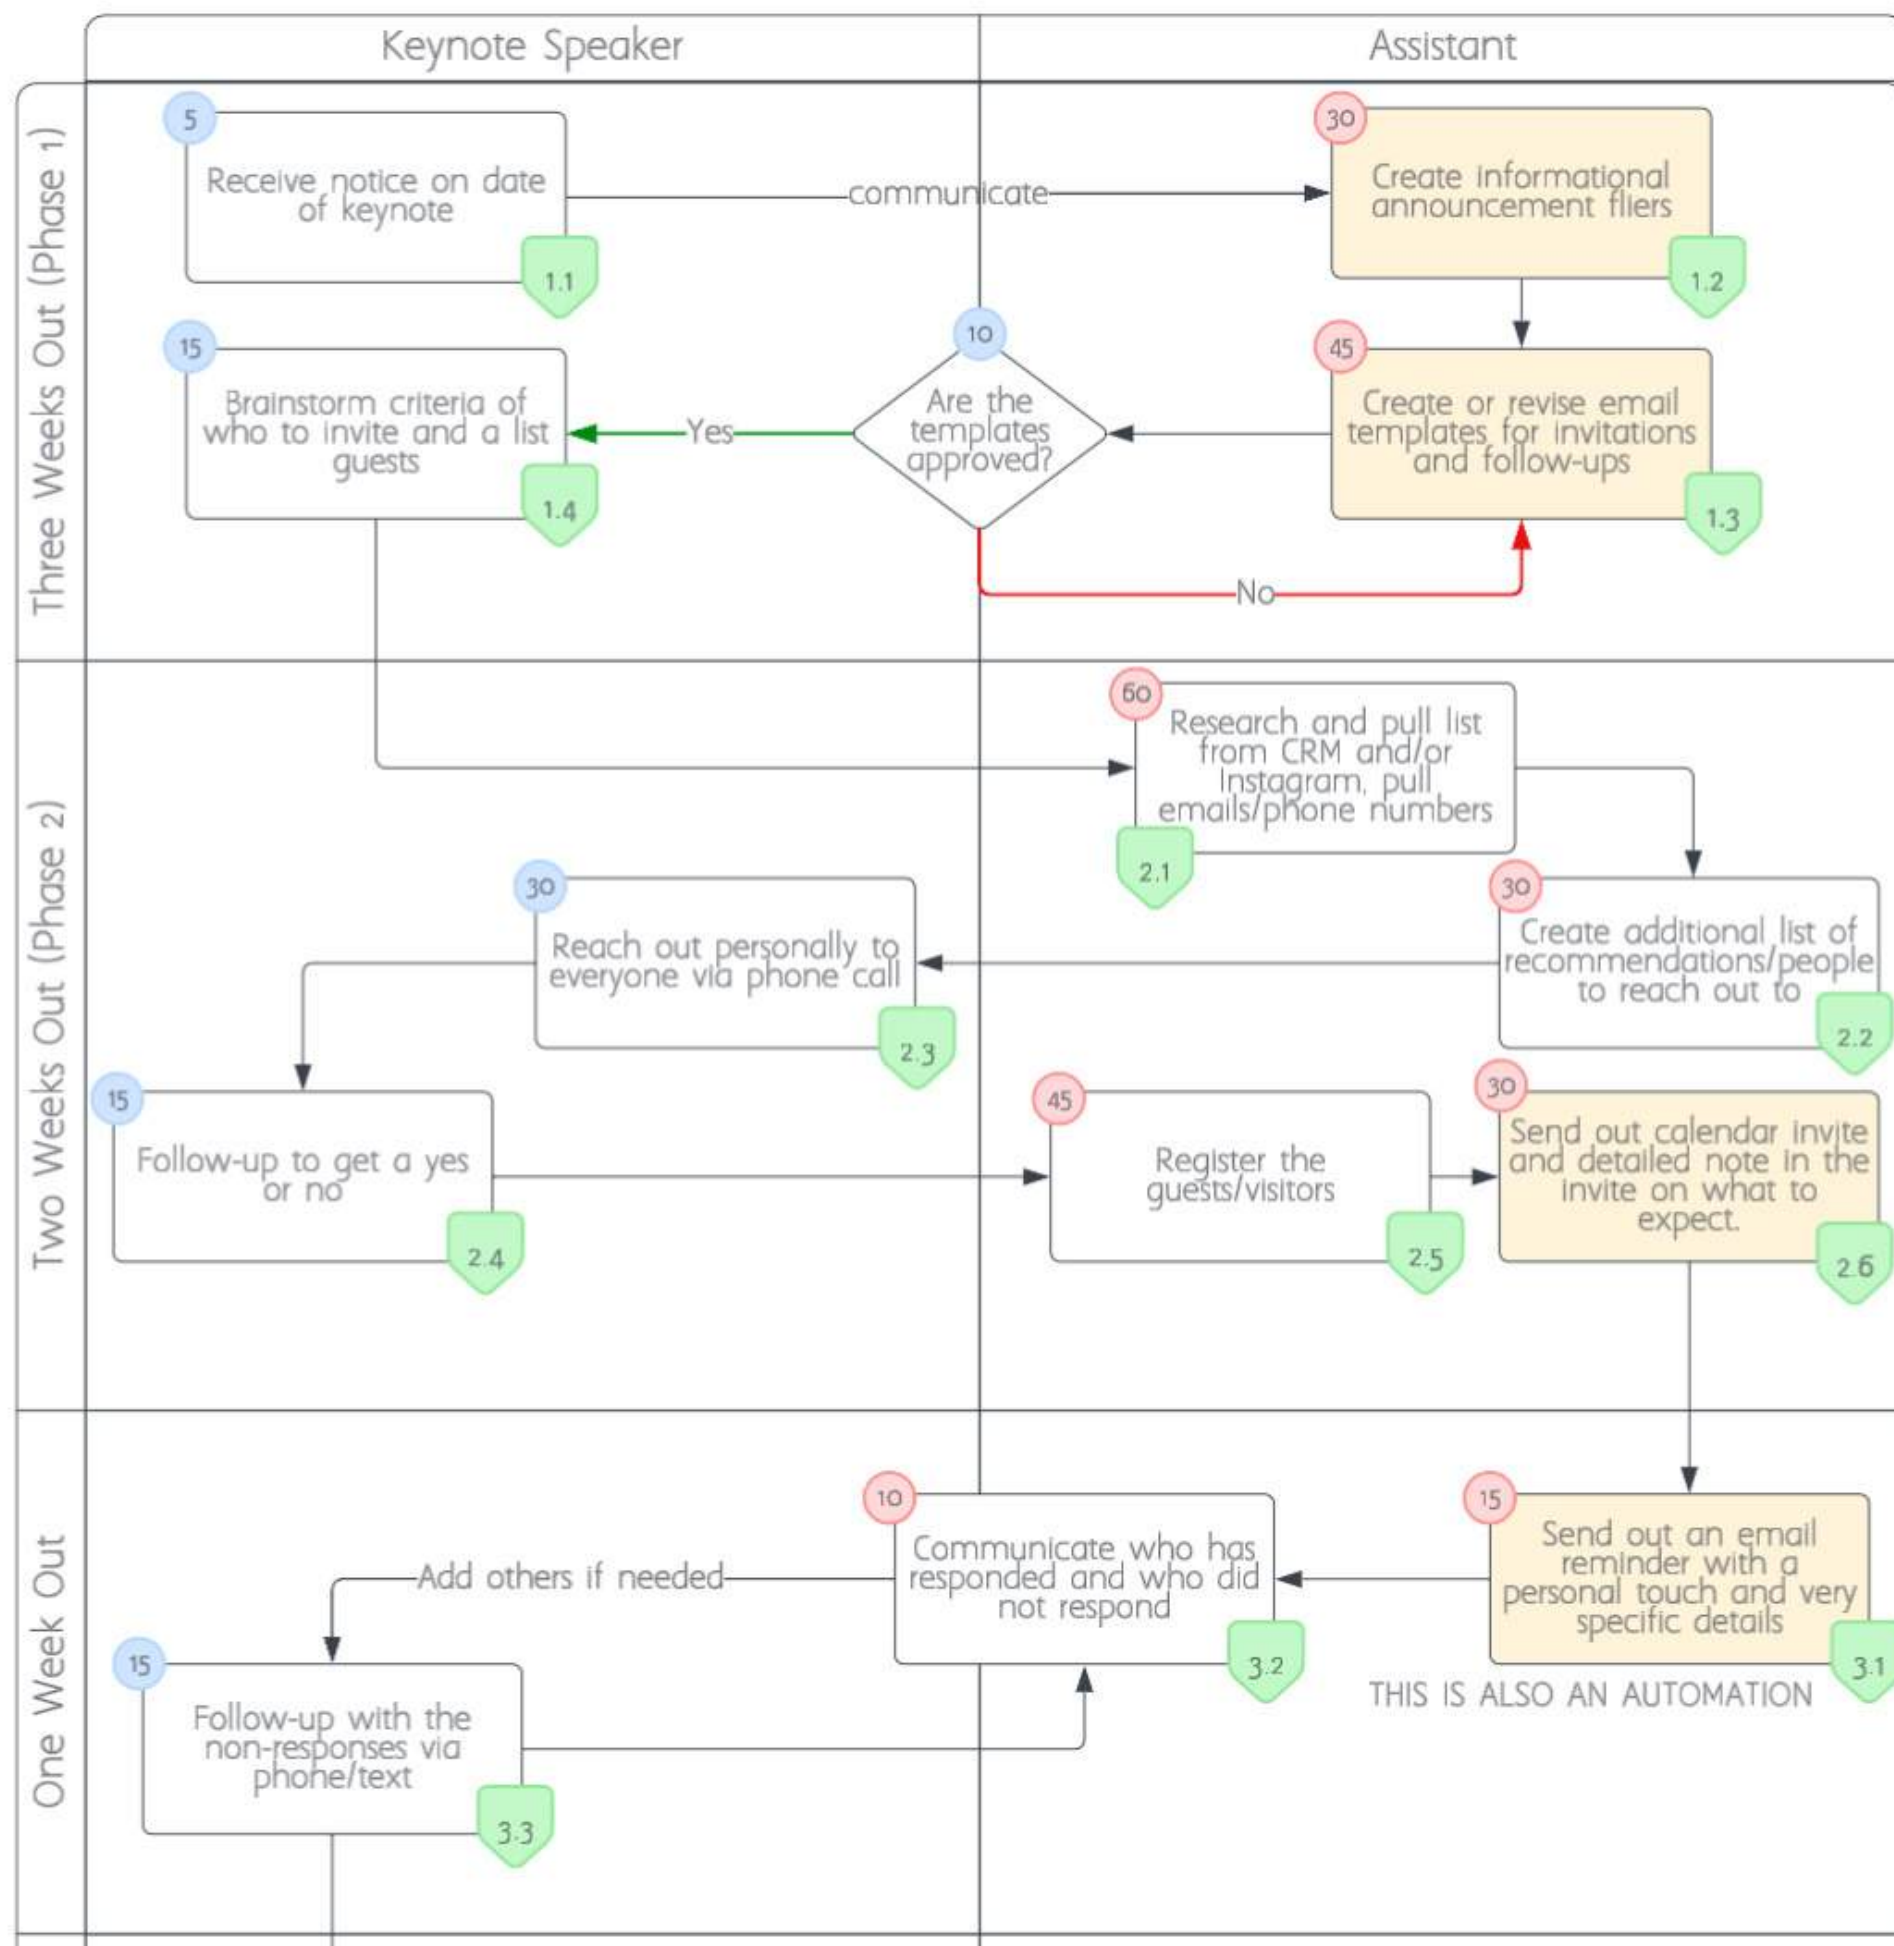 Keynote Speaker
Assistant
Three Weeks Out (Phase 1)
5
Receive notice on date
of keynote
1.1
communicate
30
Create informational
announcement fliers
1.2
15
Brainstorm criteria of
who to invite and a list
guests
1.4
Yes
10
Are the
templates
approved?
45
Create or revise email
templates for invitations
and follow-ups
1.3
No
Two Weeks Out (Phase 2)
60
Research and pull list
from CRM and/or
Instagram, pull
emails/phone numbers
2.1
30
Reach out personally to
everyone via phone call
2.3
30
Create additional list of
recommendations/people
to reach out to
2.2
15
Follow-up to get a yes
or no
2.4
45
Register the
guests/visitors
2.5
30
Send out calendar invite
and detailed note in the
invite on what to
expect.
2.6
One Week Out
10
Communicate who has
responded and who did
not respond
3.2
15
Send out an email
reminder with a
personal touch and very
specific details
3.1
THIS IS ALSO AN AUTOMATION
Add others if needed
15
Follow-up with the
non-responses via
phone/text
3.3